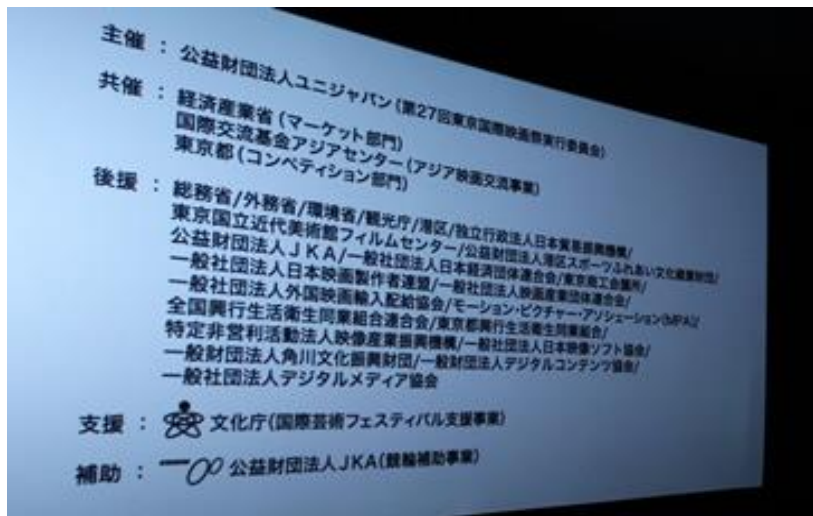 主催 : 公益財団法人ユニジャパン(第27回東京国際映画祭実行委員会)
共催 : 経済産業省(マーケット部門)
国際交流基金アジアセンター(アジア映画交流事業)
東京都(コンペティション部門)
後援 : 総務省/外務省/環境省/観光庁/港区/独立行政法人日本貿易振興機構/
東京国立近代美術館フィルムセンター/公益財団法人港区スポーツふれあい文化健康財団/
公益財団法人JKA/一般社団法人日本経済団体連合会/東京商工会議所/
一般社団法人日本映画製作者連盟/一般社団法人映画産業団体連合会/
一般社団法人外国映画輸入配給協会/モーション・ピクチャー・アソシエーション(MPA)/
全国興行生活衛生同業組合連合会/東京都興行生活衛生同業組合/
特定非営利活動法人映像産業振興機構/一般社団法人日本映像ソフト協会/
一般財団法人角川文化振興財団/一般財団法人デジタルコンテンツ協会/
一般社団法人デジタルメディア協会
支援 : 文化庁(国際芸術フェスティバル支援事業)
補助 : 公益財団法人JKA(競輪補助事業)